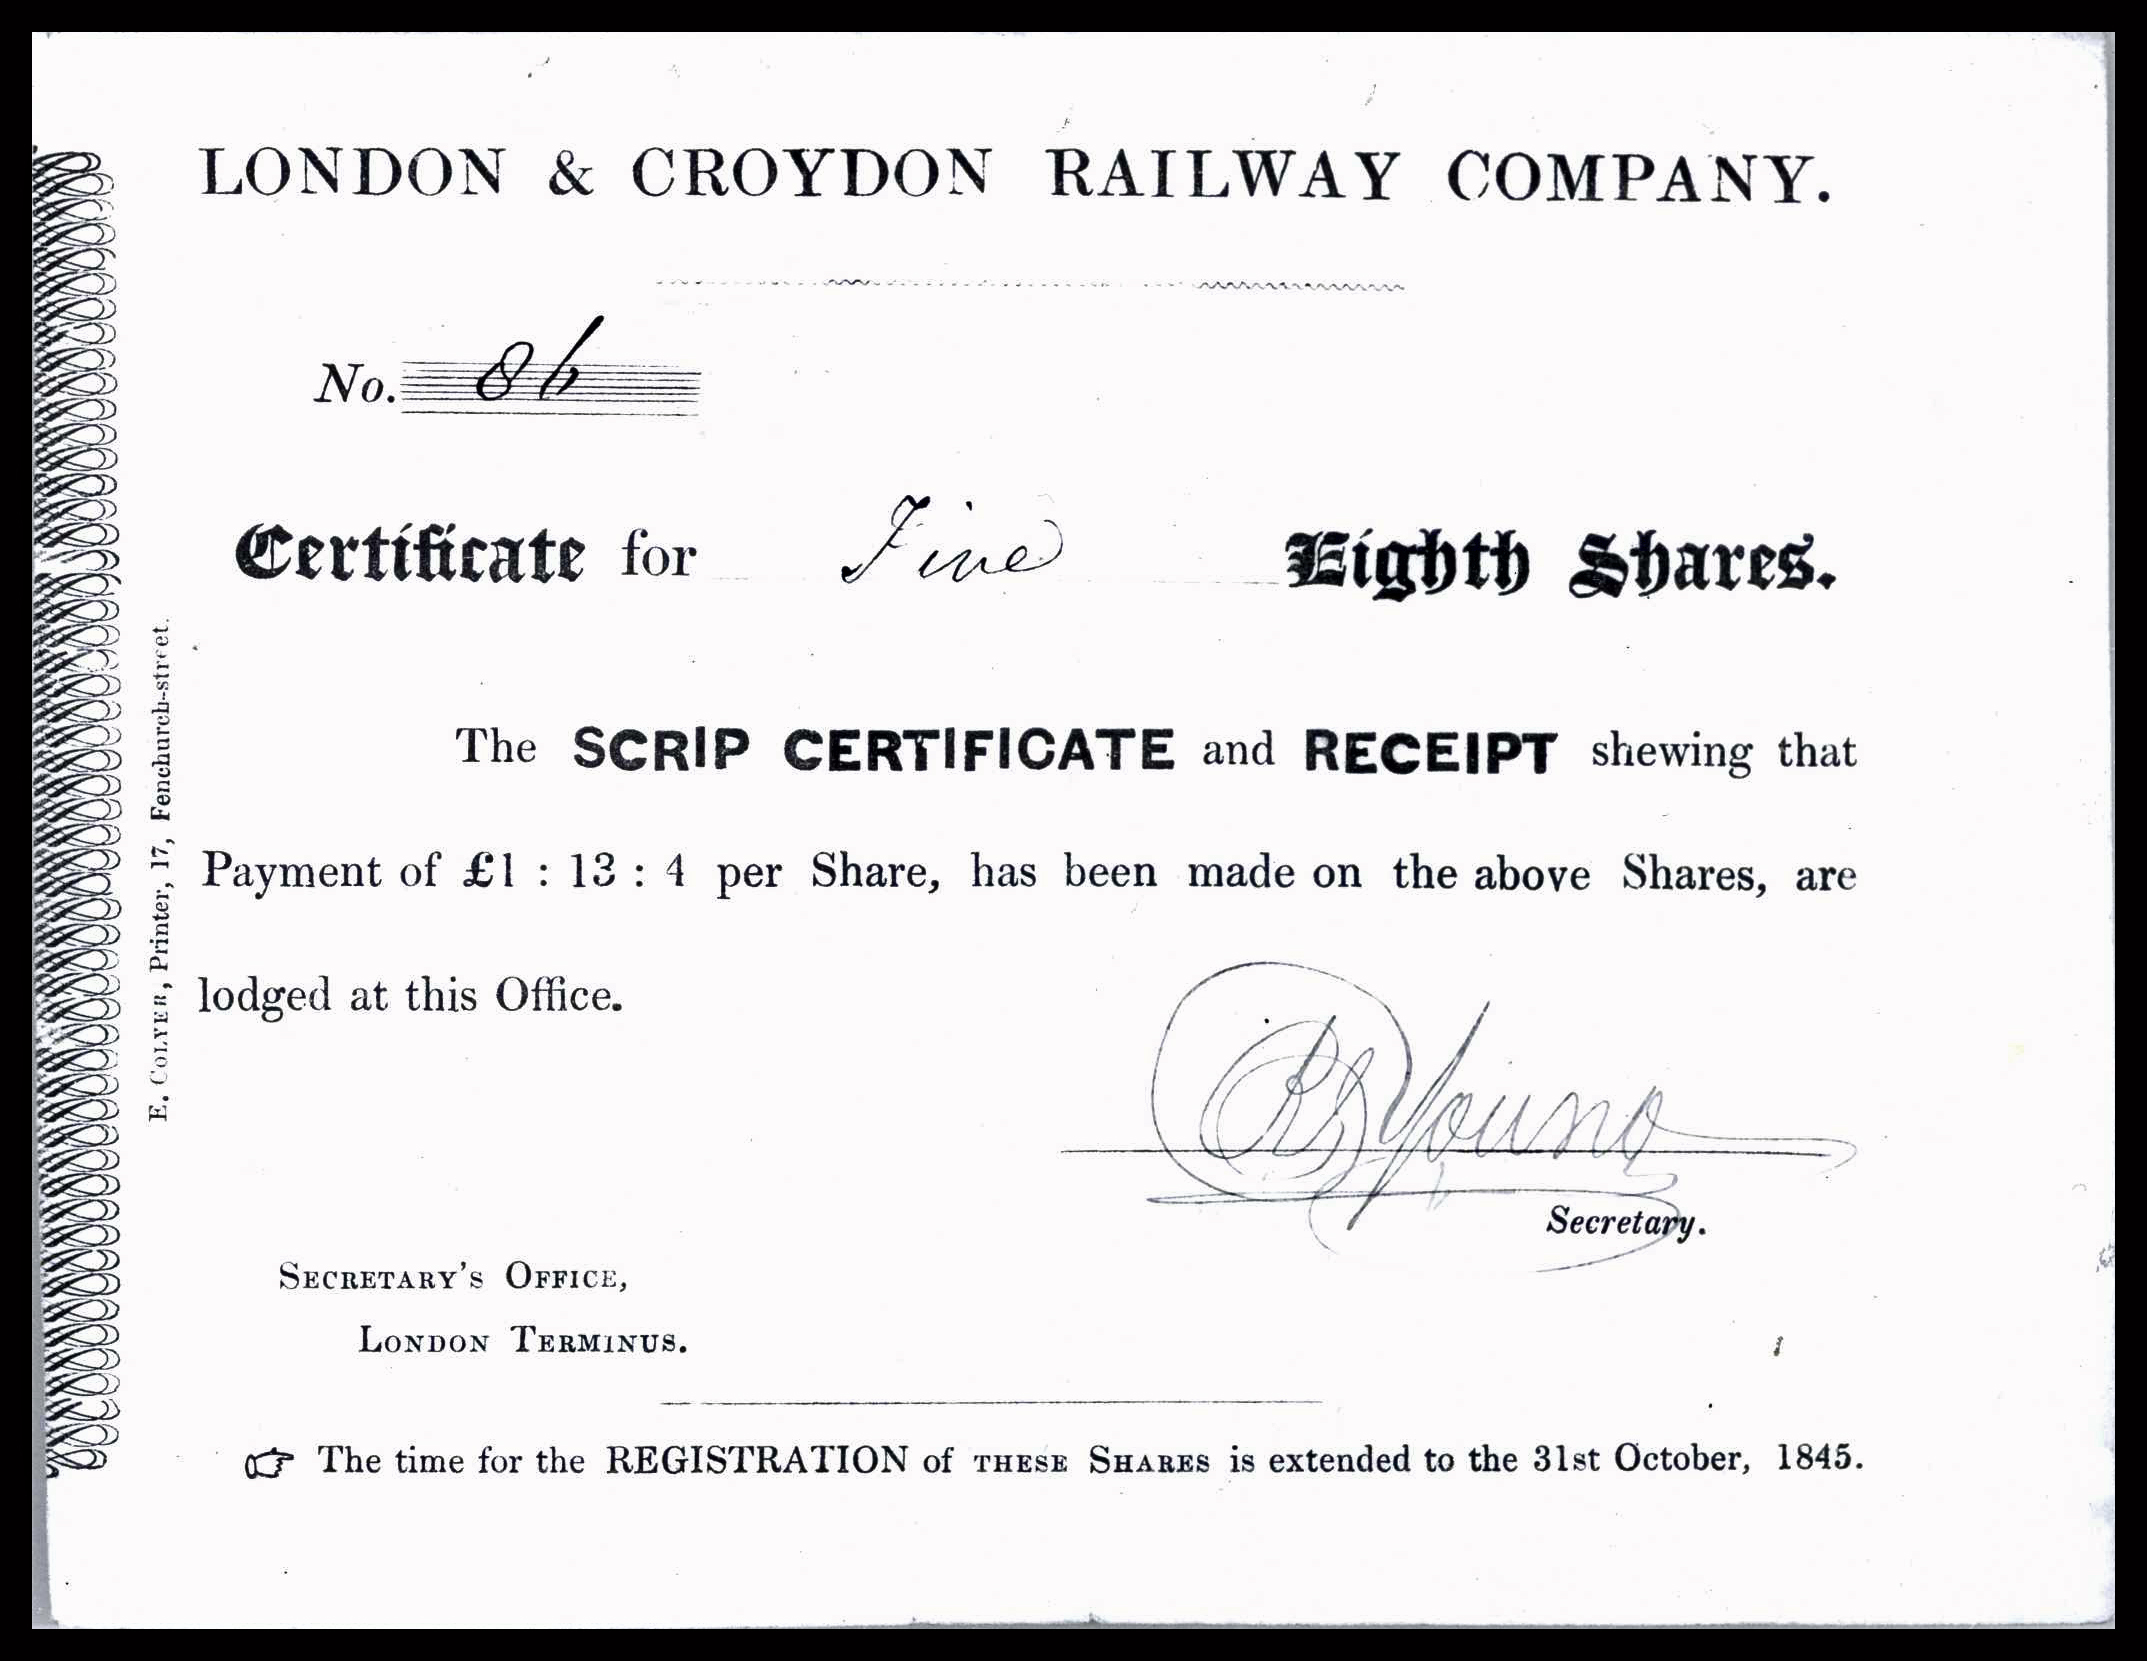 LONDON & CROYDON RAILWAY COMPANY.
No. 86
Certificate for Five Eighth Shares.
The SCRIP CERTIFICATE and RECEIPT shewing that
Payment of £1 : 13 : 4 per Share, has been made on the above Shares, are
lodged at this Office.
Young
Secretary.
SECRETARY'S OFFICE,
LONDON TERMINUS.
☞ The time for the REGISTRATION of THESE SHARES is extended to the 31st October, 1845.
E. COLYER, Printer, 17, Fenchurch-street.